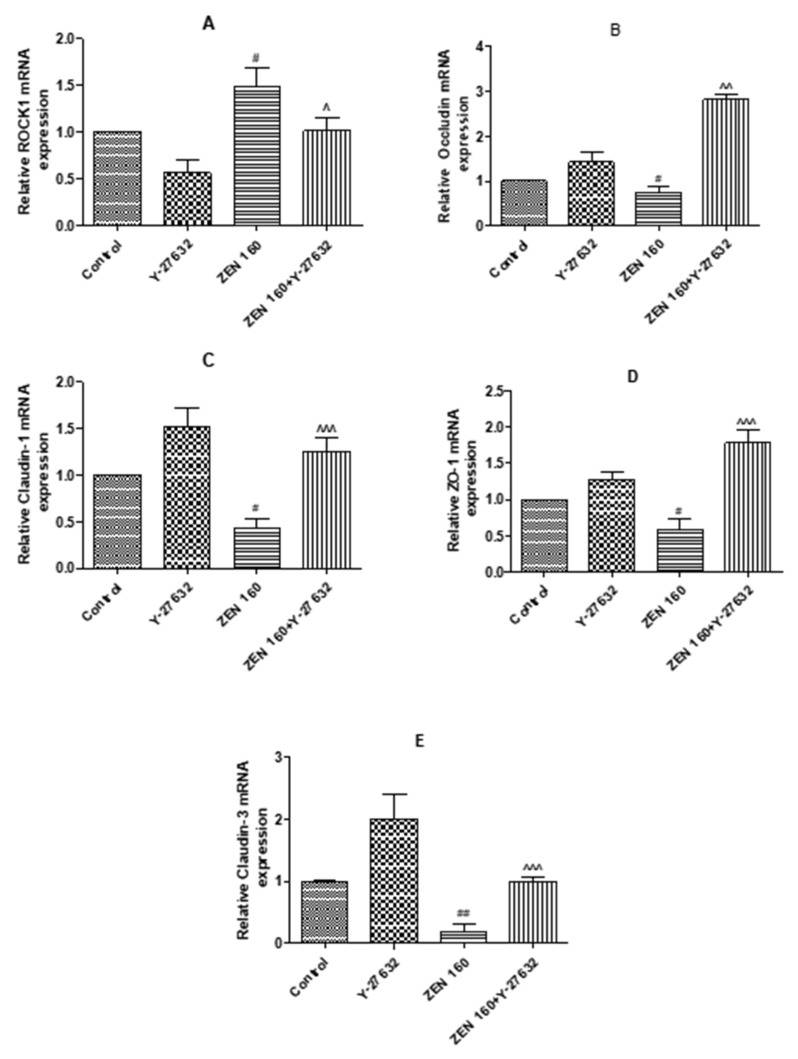 A
Relative ROCK1 mRNA
expression
2.0
1.5
1.0
0.5
0.0
#
^
Control
Y-27632
ZEN 160
ZEN 160+Y-27632
B
Relative Occludin mRNA
expression
4
3
2
1
0
#
^^
Control
Y-27632
ZEN 160
ZEN 160+Y-27632
C
Relative Claudin-1 mRNA
expression
2.0
1.5
1.0
0.5
0.0
#
^^^
Control
Y-27632
ZEN 160
ZEN 160+Y-27632
D
Relative ZO-1 mRNA
expression
2.5
2.0
1.5
1.0
0.5
0.0
#
^^^
Control
Y-27632
ZEN 160
ZEN 160+Y-27632
E
Relative Claudin-3 mRNA
expression
3
2
1
0
##
^^^
Control
Y-27632
ZEN 160
ZEN 160+Y-27632